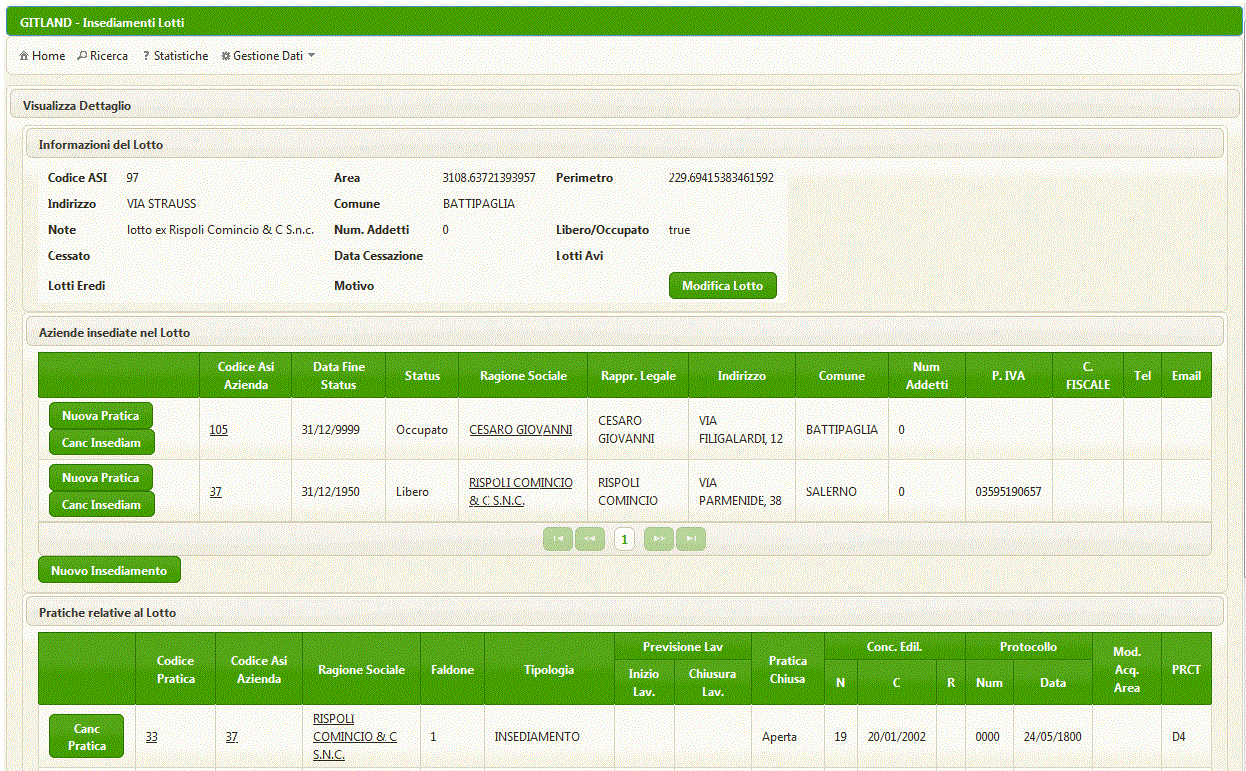 GITLAND - Insediamenti Lotti
Home Ricerca ? Statistiche Gestione Dati
Visualizza Dettaglio
Informazioni del Lotto
Codice ASI 97 Area 3108.63721393957 Perimetro 229.69415383461592
Indirizzo VIA STRAUSS Comune BATTIPAGLIA
Note lotto ex Rispoli Comincio & C S.n.c. Num. Addetti 0 Libero/Occupato true
Cessato Data Cessazione Lotti Avi
Lotti Eredi Motivo Modifica Lotto
Aziende insediate nel Lotto
Codice Asi Azienda Data Fine Status Status Ragione Sociale Rappr. Legale Indirizzo Comune Num Addetti P. IVA C. FISCALE Tel Email
Nuova Pratica Canc Insediam 105 31/12/9999 Occupato CESARO GIOVANNI CESARO GIOVANNI VIA FILIGALARDI, 12 BATTIPAGLIA 0
Nuova Pratica Canc Insediam 37 31/12/1950 Libero RISPOLI COMINCIO & C S.N.C. RISPOLI COMINCIO VIA PARMENIDE, 38 SALERNO 0 03595190657
1
Nuovo Insediamento
Pratiche relative al Lotto
Codice Pratica Codice Asi Azienda Ragione Sociale Faldone Tipologia Previsione Lav Inizio Lav. Chiusura Lav. Pratica Chiusa Conc. Edil. N C R Protocollo Num Data Mod. Acq. Area PRCT
Canc Pratica 33 37 RISPOLI COMINCIO & C S.N.C. 1 INSEDIAMENTO Aperta 19 20/01/2002 0000 24/05/1800 D4